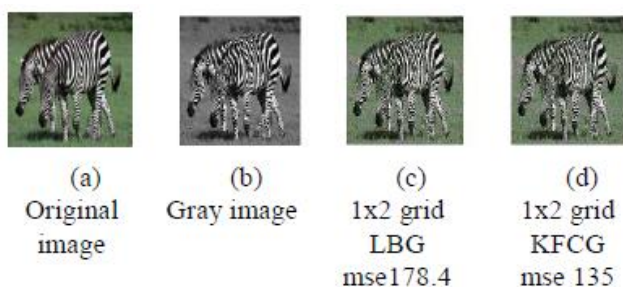 (a)
Original
image
(b)
Gray image
(c)
1x2 grid
LBG
mse178.4
(d)
1x2 grid
KFCG
mse 135